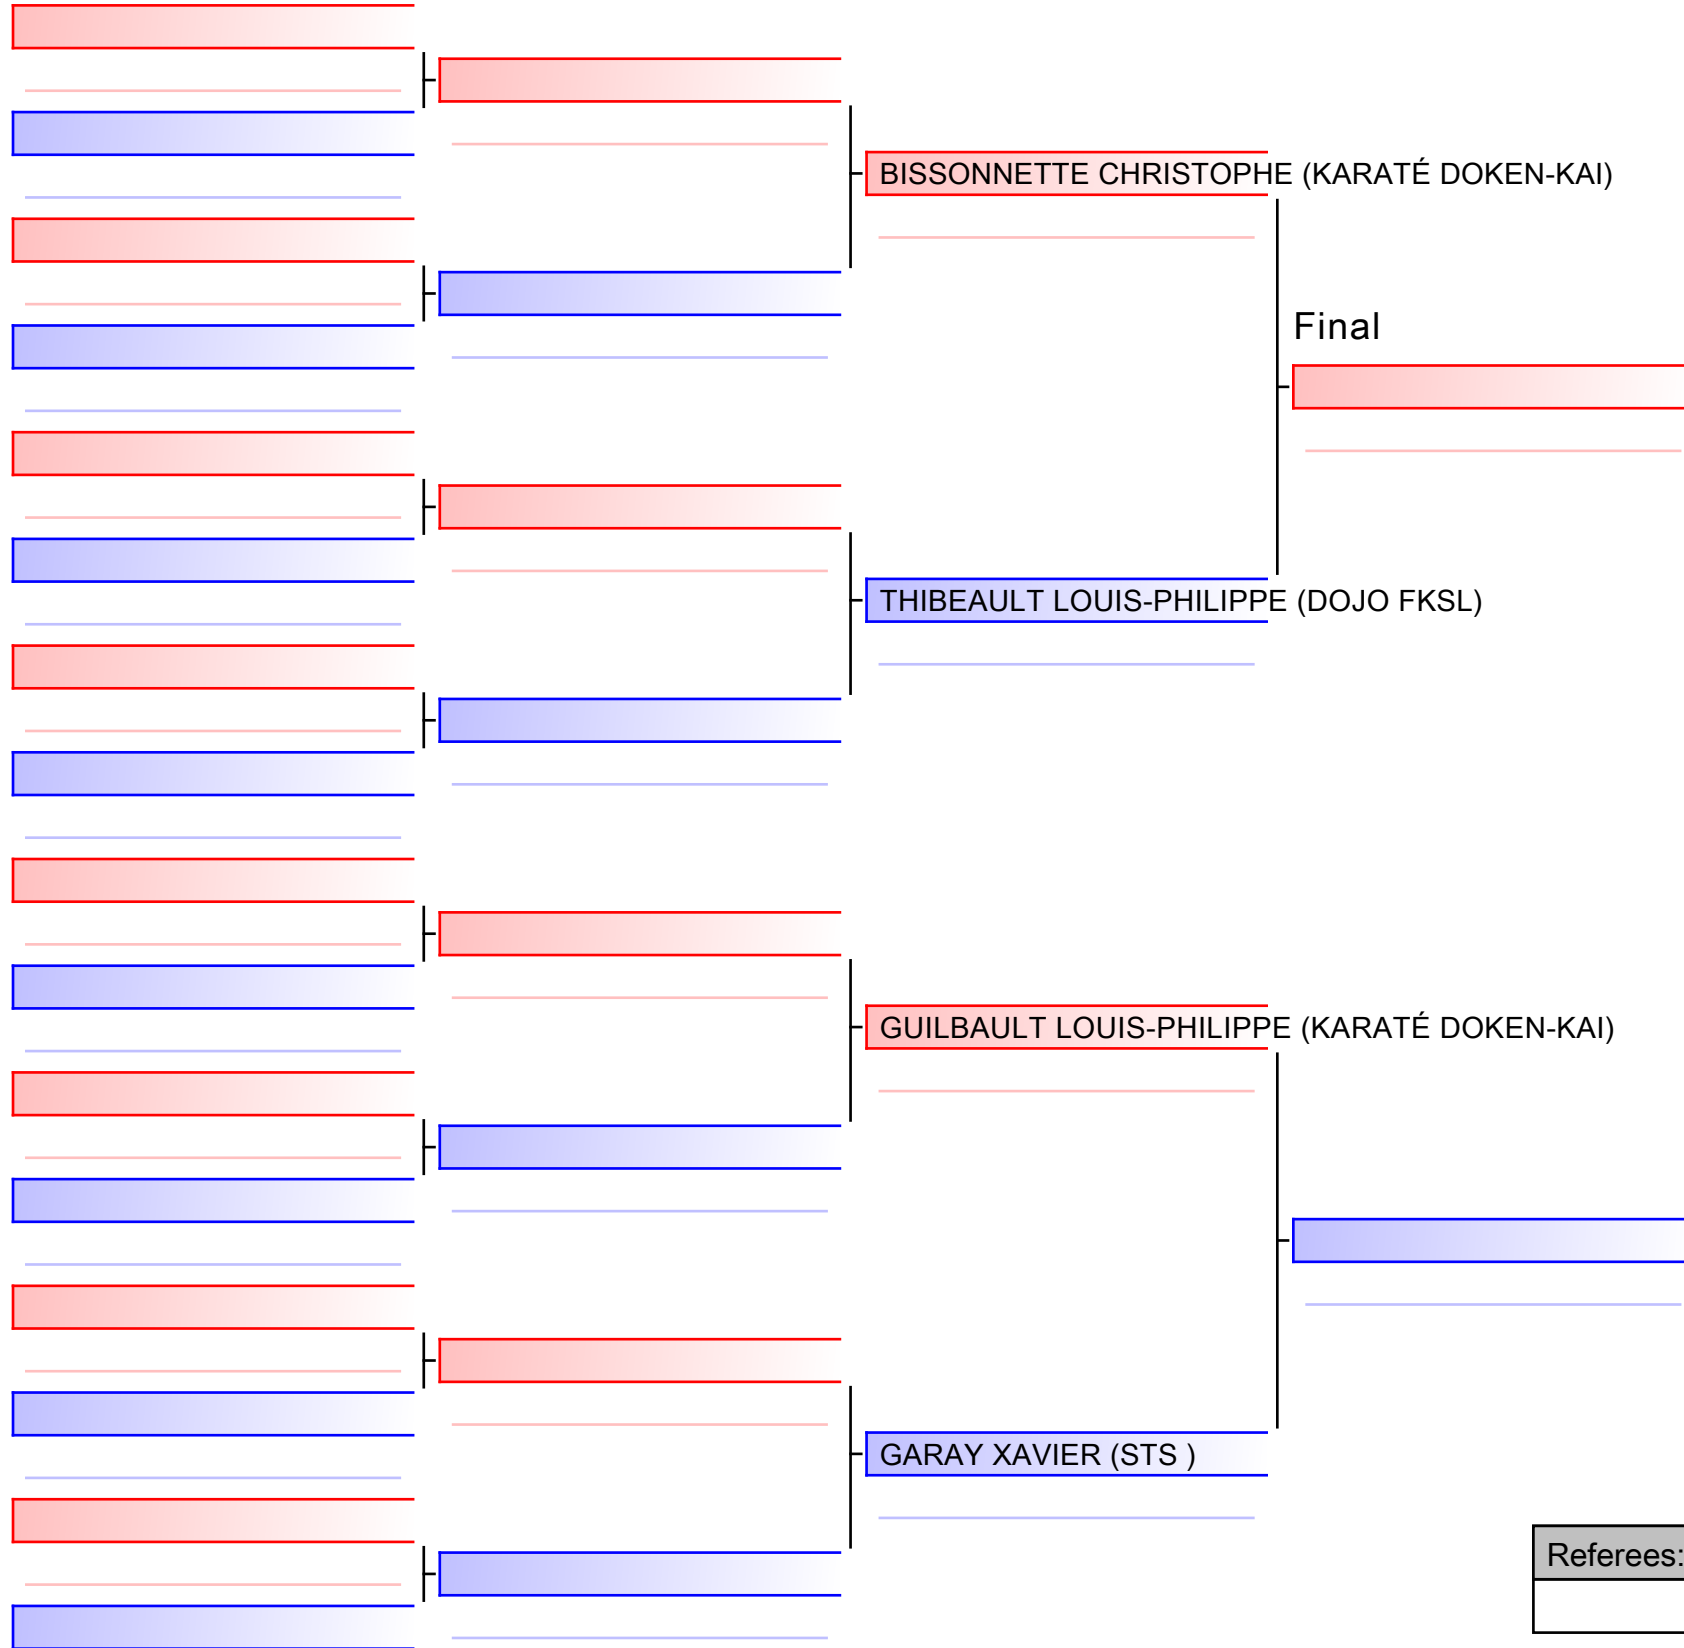 BISSONNETTE CHRISTOPHE (KARATÉ DOKEN-KAI)
Final
THIBEAULT LOUIS-PHILIPPE (DOJO FKSL)
GUILBAULT LOUIS-PHILIPPE (KARATÉ DOKEN-KAI)
GARAY XAVIER (STS )
Referees: